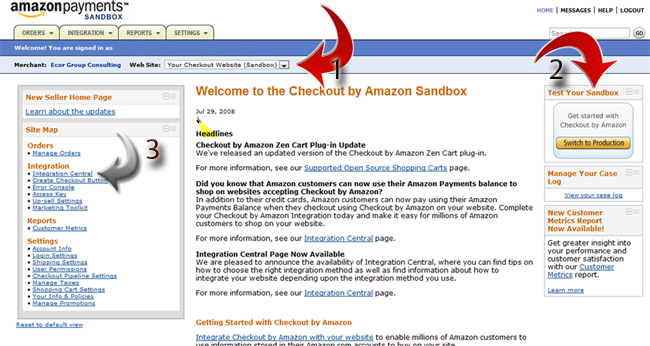 amazonpayments™
SANDBOX
HOME | MESSAGES | HELP | LOGOUT
ORDERS INTEGRATION REPORTS SETTINGS
Search
GO
Welcome! You are signed in as
Merchant: Ecor Group Consulting Web Site: Your Checkout Website (Sandbox)
1
2
3
New Seller Home Page
Learn about the updates
Site Map
Orders
Manage Orders
Integration
Integration Central
Create Checkout Button
Error Console
Access Key
Up-sell Settings
Marketing Toolkit
Reports
Customer Metrics
Settings
Account Info
Login Settings
Shipping Settings
User Permissions
Checkout Pipeline Settings
Manage Taxes
Shopping Cart Settings
Your Info & Policies
Manage Promotions
Reset to default view
Welcome to the Checkout by Amazon Sandbox
Jul 29, 2008
Headlines
Checkout by Amazon Zen Cart Plug-in Update
We've released an updated version of the Checkout by Amazon Zen Cart plug-in.
For more information, see our Supported Open Source Shopping Carts page.
Did you know that Amazon customers can now use their Amazon Payments balance to
shop on websites accepting Checkout by Amazon?
In addition to their credit cards, Amazon customers can now pay using their Amazon
Payments Balance when they checkout using Checkout by Amazon on your website. Complete
your Checkout by Amazon Integration today and make it easy for millions of Amazon
customers to shop on your website.
For more information, see our Integration Central page.
Integration Central Page Now Available
We are pleased to announce the availability of Integration Central, where you can find tips on
how to choose the right integration method as well as find information about how to
integrate your website depending upon the integration method you use.
For more information, see our Integration Central page.
Getting Started with Checkout by Amazon
Integrate Checkout by Amazon with your website to enable millions of Amazon customers to
use information stored in their Amazon.com accounts to buy on your site.
Test Your Sandbox
Get started with
Checkout by Amazon
Switch to Production
Manage Your Case
Log
View your case log
New Customer
Metrics Report
Now Available!
Get greater insight into
your performance and
customer satisfaction
with our Customer
Metrics report.
Learn more